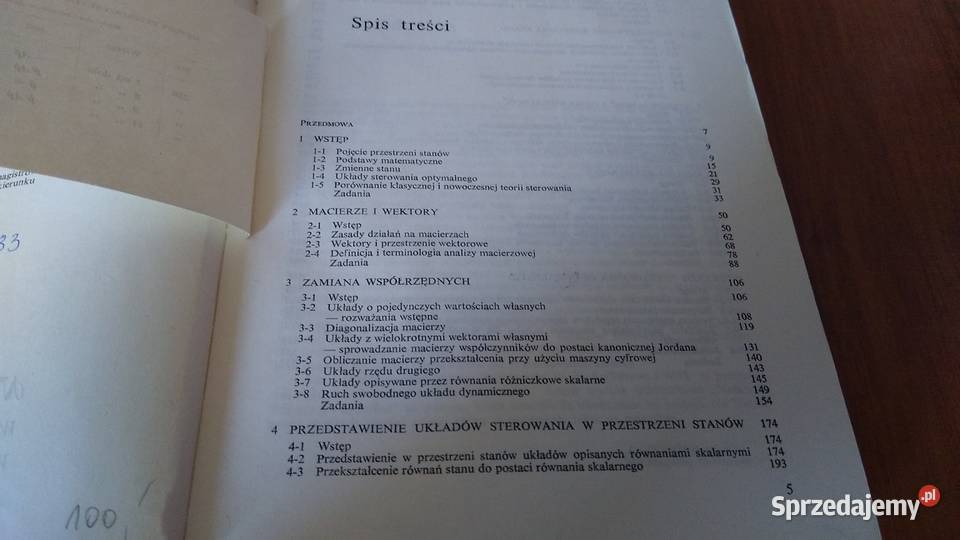 Spis treści
PRZEDMOWA 7
1 WSTĘP 9
1-1 Pojęcie przestrzeni stanów 9
1-2 Podstawy matematyczne 15
1-3 Zmienne stanu 21
1-4 Układy sterowania optymalnego 29
1-5 Porównanie klasycznej i nowoczesnej teorii sterowania 31
Zadania 33
2 MACIERZE I WEKTORY 50
2-1 Wstęp 50
2-2 Zasady działań na macierzach 62
2-3 Wektory i przestrzenie wektorowe 68
2-4 Definicja i terminologia analizy macierzowej 78
Zadania 88
3 ZAMIANA WSPÓŁRZĘDNYCH 106
3-1 Wstęp 106
3-2 Układy o pojedynczych wartościach własnych
— rozważania wstępne 108
3-3 Diagonalizacja macierzy 119
3-4 Układy z wielokrotnymi wektorami własnymi
— sprowadzanie macierzy współczynników do postaci kanonicznej Jordana 131
3-5 Obliczanie macierzy przekształcenia przy użyciu maszyny cyfrowej 140
3-6 Układy rzędu drugiego 143
3-7 Układy opisywane przez równania różniczkowe skalarne 145
3-8 Ruch swobodnego układu dynamicznego 149
Zadania 154
4 PRZEDSTAWIENIE UKŁADÓW STEROWANIA W PRZESTRZENI STANÓW 174
4-1 Wstęp 174
4-2 Przedstawienie w przestrzeni stanów układów opisanych równaniami skalarnymi 174
4-3 Przekształcenie równań stanu do postaci równania skalarnego 193
5
kierunku
33
100
Sprzedajemy.pl